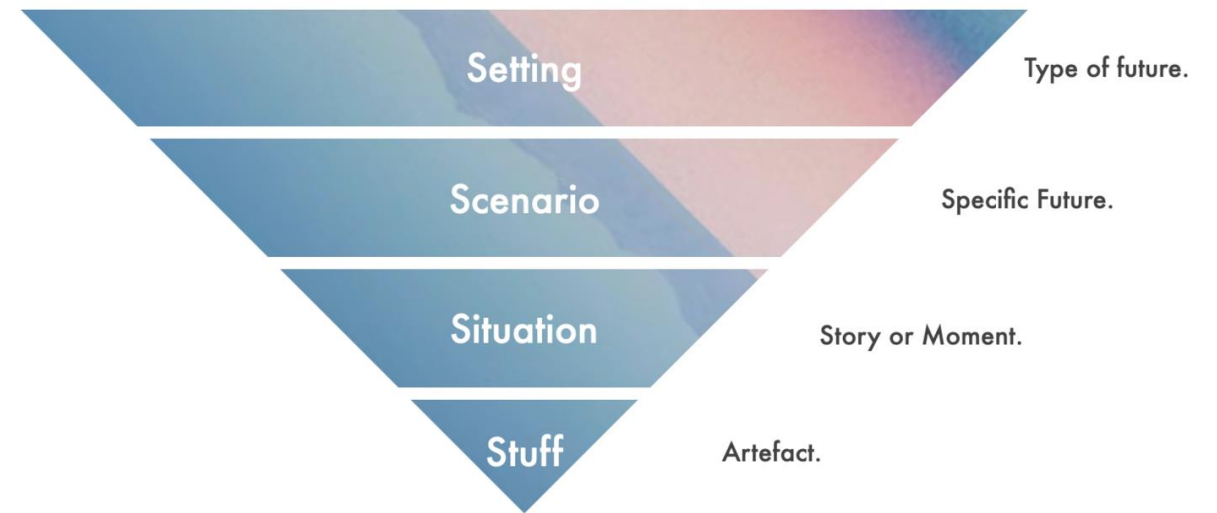 Setting
Type of future.
Scenario
Specific Future.
Situation
Story or Moment.
Stuff
Artefact.